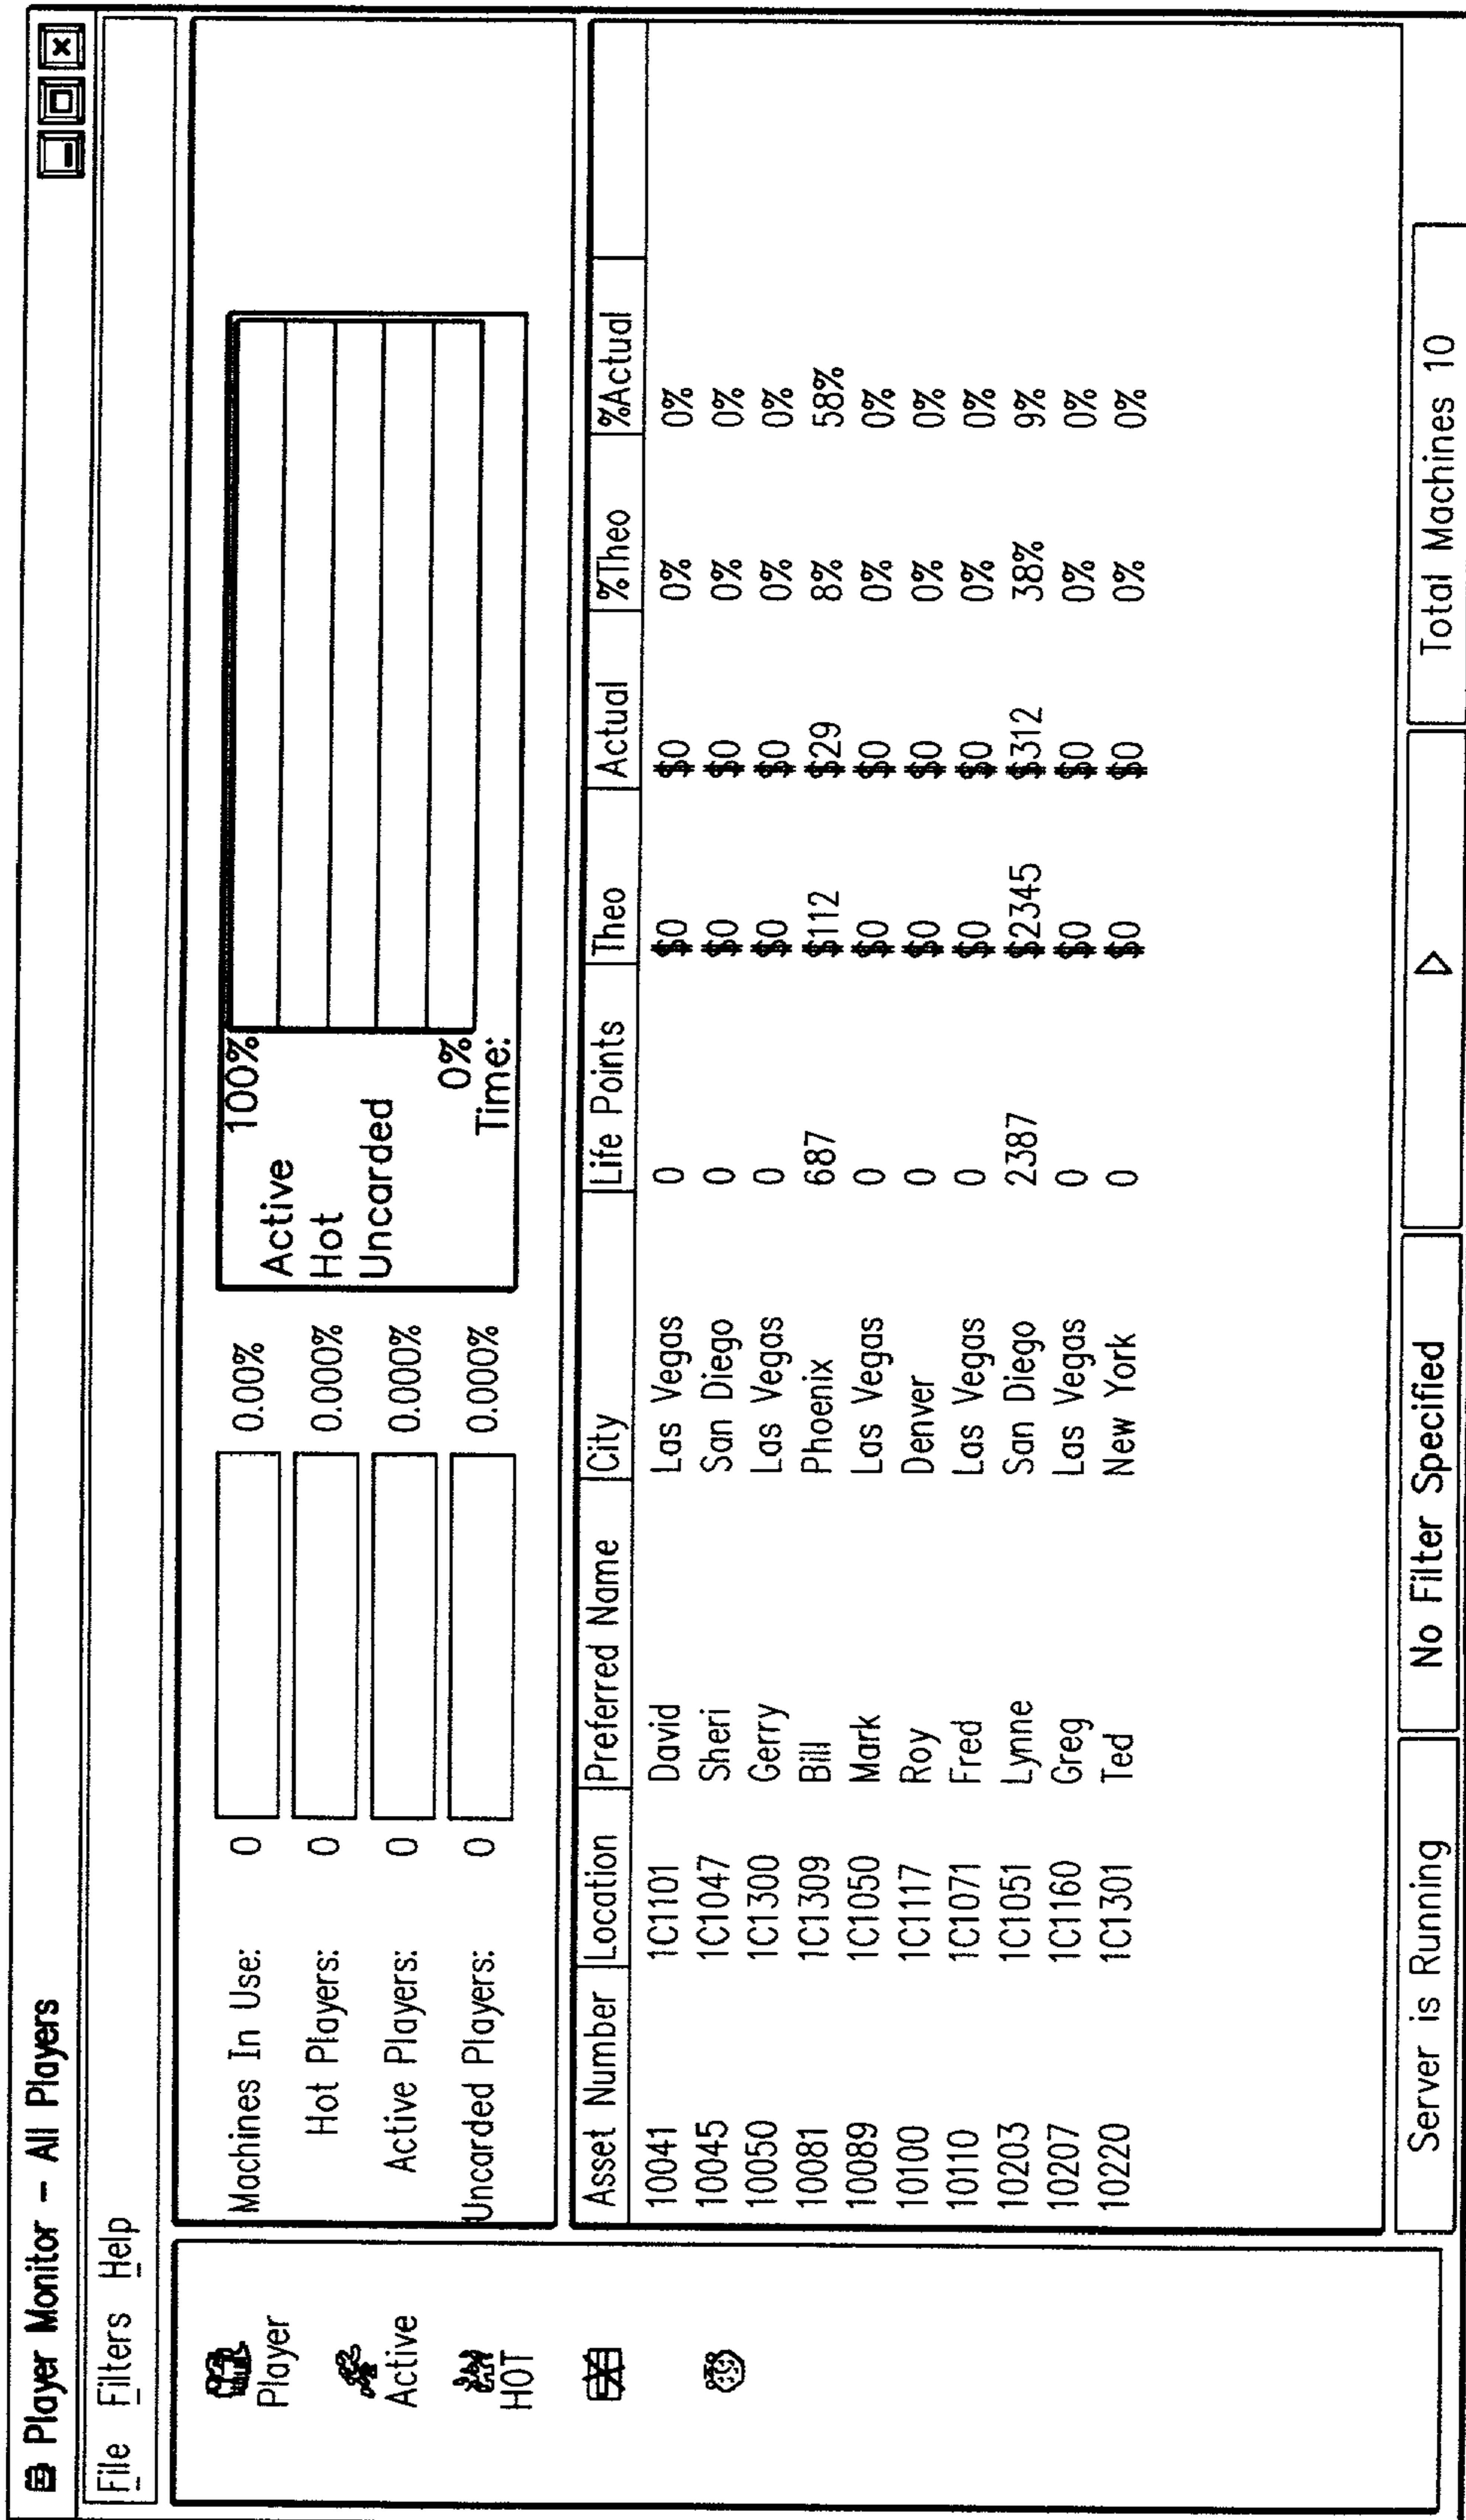 Player Monitor – All Players
File Filters Help
Player
Active
HOT
Machines In Use: 0 0.00%
Hot Players: 0 0.000%
Active Players: 0 0.000%
Uncarded Players: 0 0.000%
100%
Active
Hot
Uncarded
0%
Time:
Asset Number Location Preferred Name City Life Points Theo Actual %Theo %Actual
10041 1C1101 David Las Vegas 0 $0 $0 0% 0%
10045 1C1047 Sheri San Diego 0 $0 $0 0% 0%
10050 1C1300 Gerry Las Vegas 0 $0 $0 0% 0%
10081 1C1309 Bill Phoenix 687 $112 $29 8% 58%
10089 1C1050 Mark Las Vegas 0 $0 $0 0% 0%
10100 1C1117 Roy Denver 0 $0 $0 0% 0%
10110 1C1071 Fred Las Vegas 0 $0 $0 0% 0%
10203 1C1051 Lynne San Diego 2387 $2345 $312 38% 9%
10207 1C1160 Greg Las Vegas 0 $0 $0 0% 0%
10220 1C1301 Ted New York 0 $0 $0 0% 0%
Server is Running No Filter Specified Total Machines 10